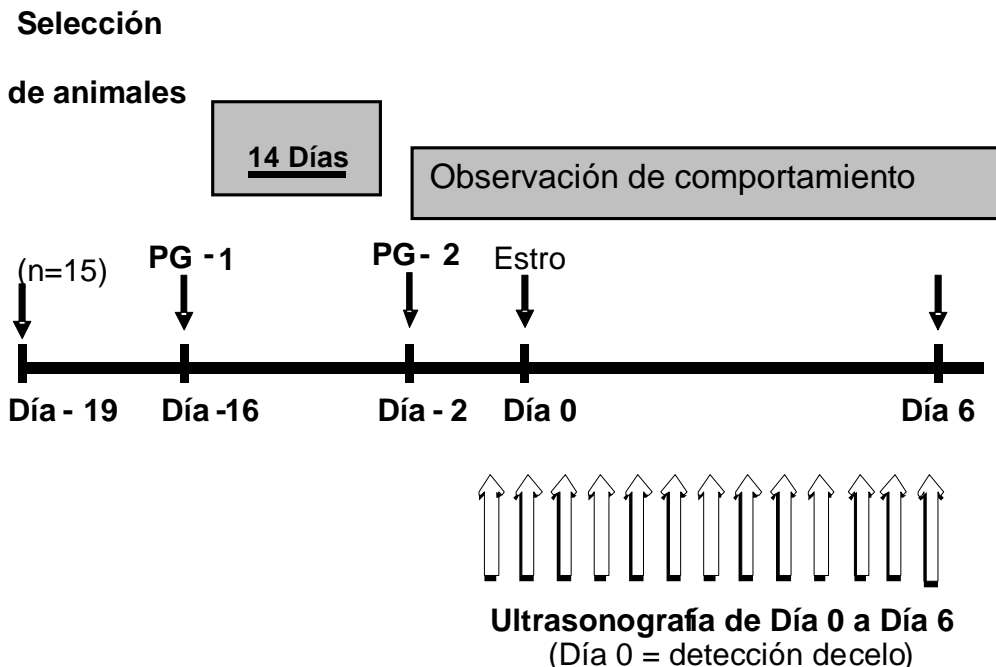 Selección
de animales
14 Días
Observación de comportamiento
(n=15)
PG - 1
PG - 2
Estro
Día - 19
Día -16
Día - 2
Día 0
Día 6
Ultrasonografía de Día 0 a Día 6
(Día 0 = detección decelo)